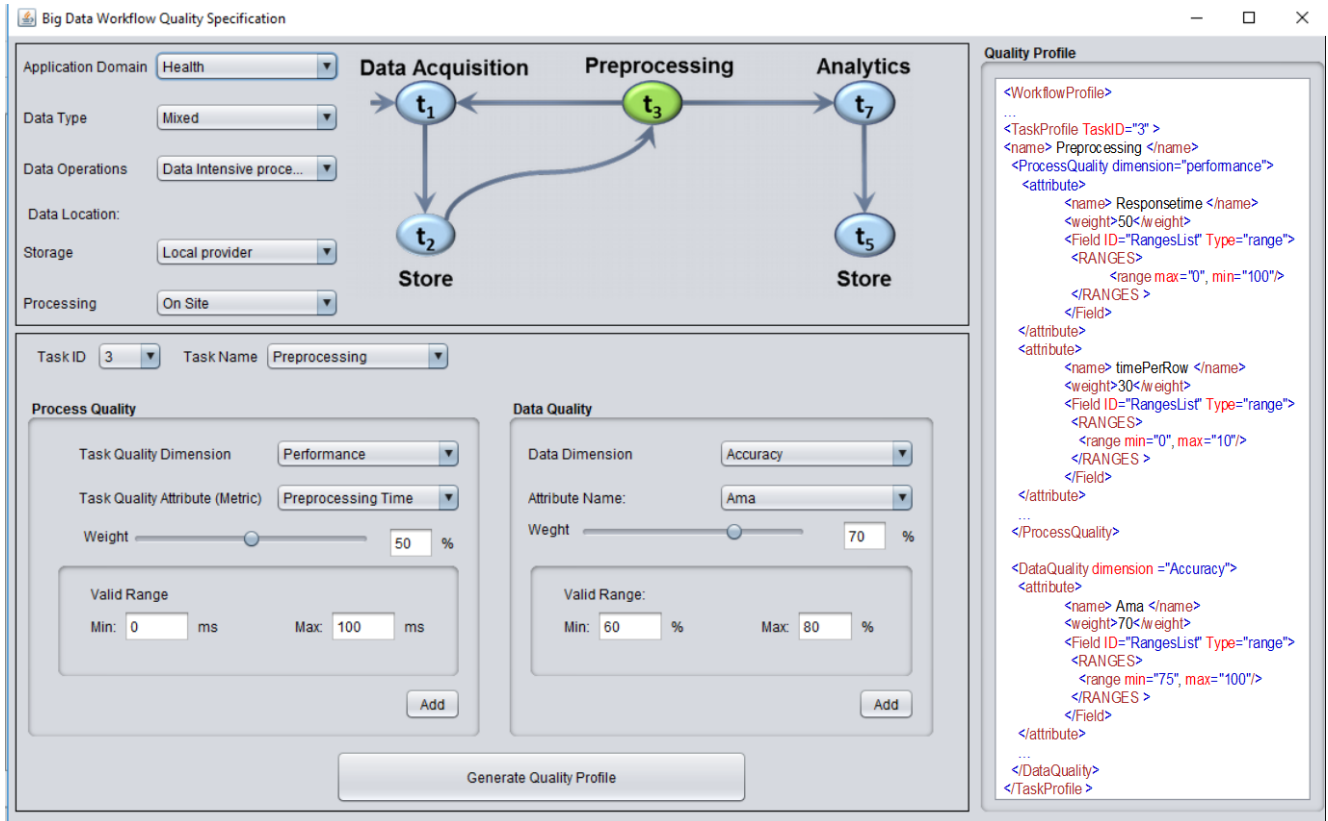 Big Data Workflow Quality Specification
Application Domain Health
Data Type Mixed
Data Operations Data Intensive proce...
Data Location:
Storage Local provider
Processing On Site
Data Acquisition Preprocessing Analytics
t1 t3 t7
t2 t5
Store Store
Task ID 3 Task Name Preprocessing
Process Quality
Task Quality Dimension Performance
Task Quality Attribute (Metric) Preprocessing Time
Weight 50 %
Valid Range
Min: 0 ms Max: 100 ms
Add
Data Quality
Data Dimension Accuracy
Attribute Name: Ama
Weght 70 %
Valid Range:
Min: 60 % Max: 80 %
Add
Generate Quality Profile
Quality Profile
<WorkflowProfile>
...
<TaskProfile TaskID="3" >
<name> Preprocessing </name>
<ProcessQuality dimension="performance">
<attribute>
<name> Responsetime </name>
<weight>50</weight>
<Field ID="RangesList" Type="range">
<RANGES>
<range max="0", min="100"/>
</RANGES >
</Field>
</attribute>
<attribute>
<name> timePerRow </name>
<weight>30</weight>
<Field ID="RangesList" Type="range">
<RANGES>
<range min="0", max="10"/>
</RANGES >
</Field>
</attribute>
...
</ProcessQuality>
<DataQuality dimension ="Accuracy">
<attribute>
<name> Ama </name>
<weight>70</weight>
<Field ID="RangesList" Type="range">
<RANGES>
<range min="75", max="100"/>
</RANGES >
</Field>
</attribute>
...
</DataQuality>
</TaskProfile >